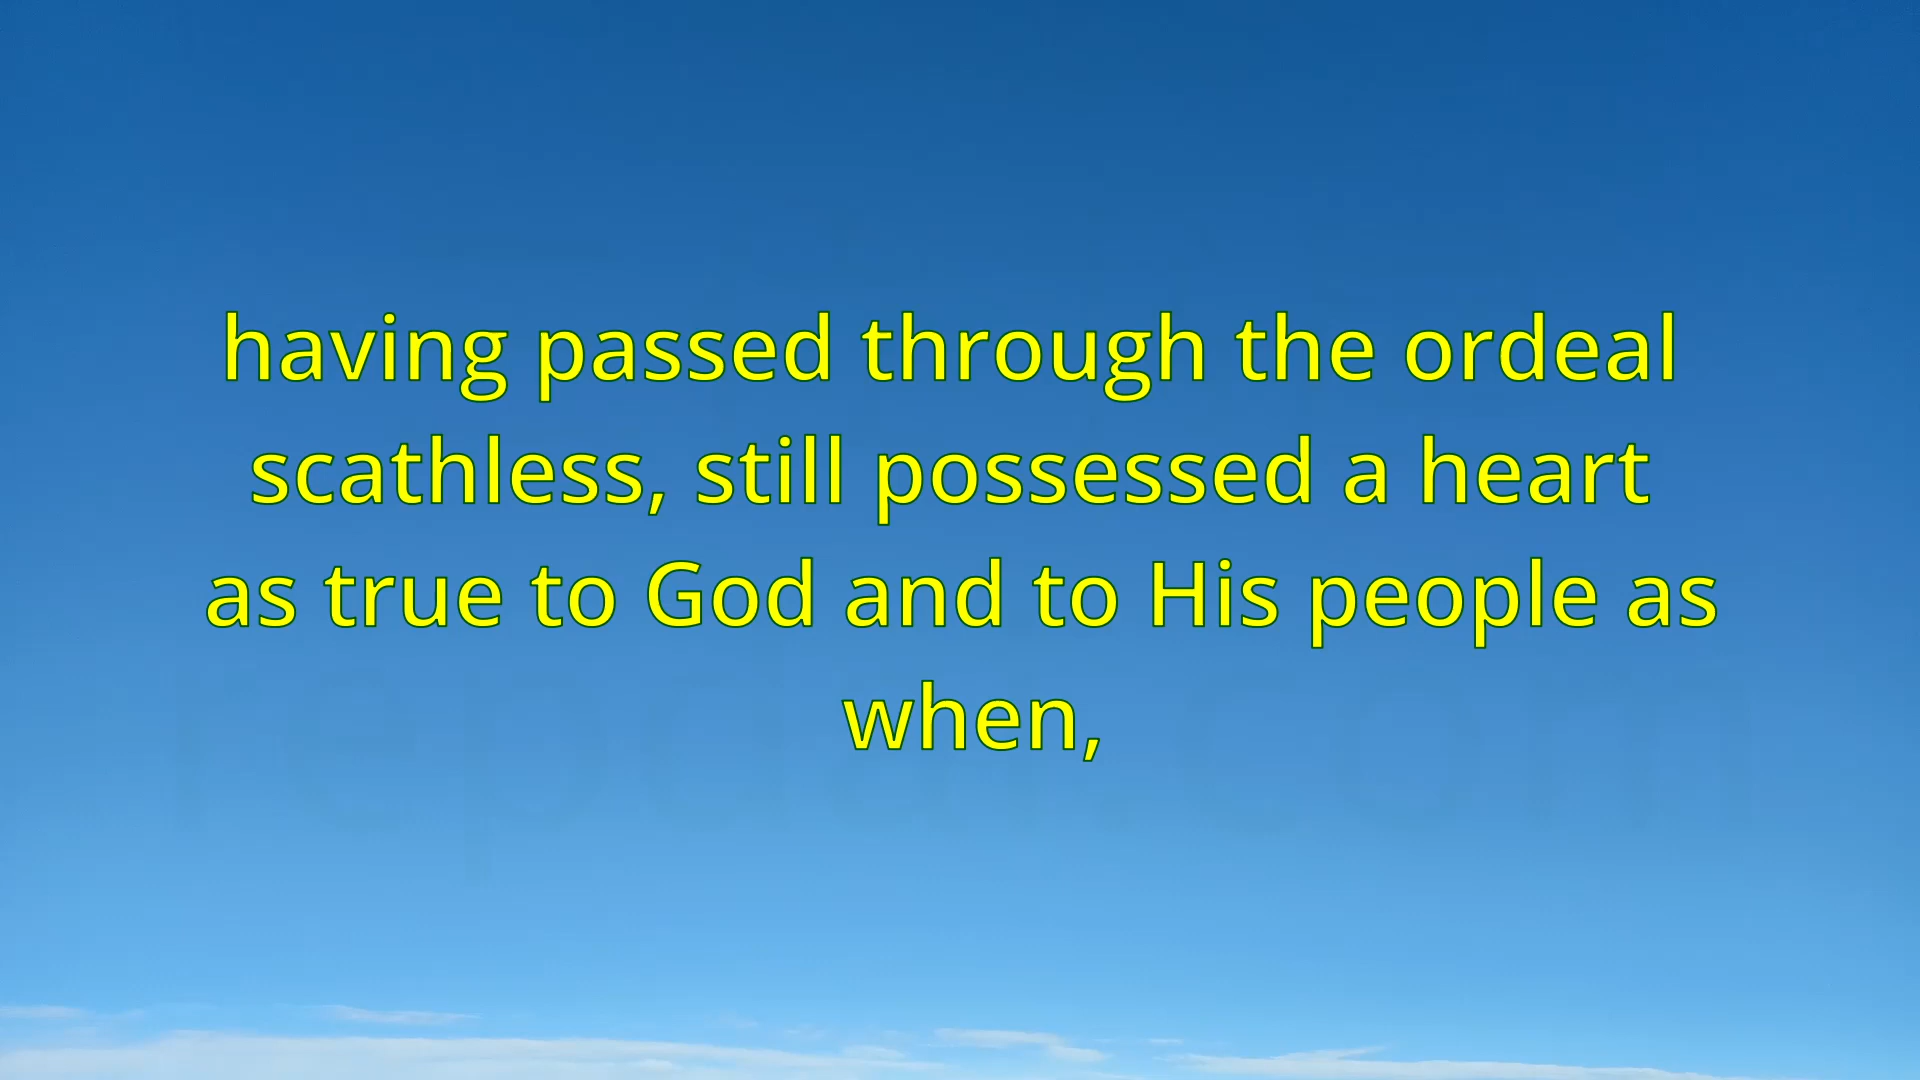 having passed through the ordeal
scathless, still possessed a heart
as true to God and to His people as
when,